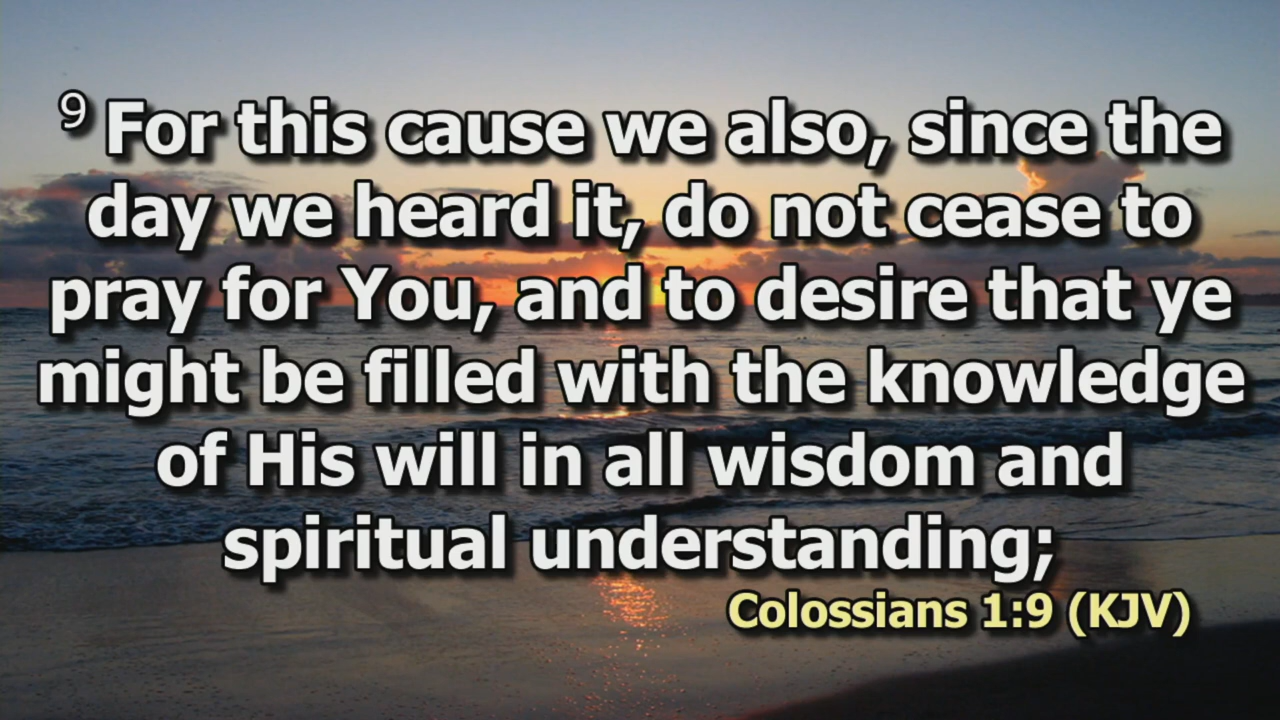 9 For this cause we also, since the
day we heard it, do not cease to
pray for You, and to desire that ye
might be filled with the knowledge
of His will in all wisdom and
spiritual understanding;
Colossians 1:9 (KJV)